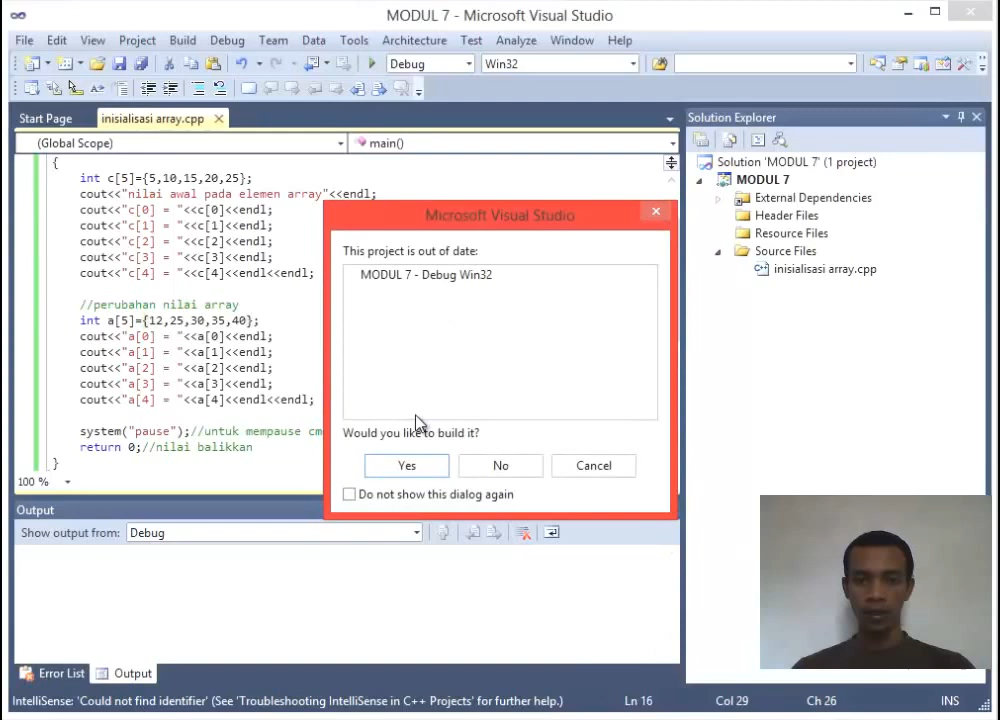 MODUL 7 - Microsoft Visual Studio
File Edit View Project Build Debug Team Data Tools Architecture Test Analyze Window Help
Debug Win32
Start Page inisialisasi array.cpp
(Global Scope) main()
{
int c[5]={5,10,15,20,25};
cout<<"nilai awal pada elemen array"<<endl;
cout<<"c[0] = "<<c[0]<<endl;
cout<<"c[1] = "<<c[1]<<endl;
cout<<"c[2] = "<<c[2]<<endl;
cout<<"c[3] = "<<c[3]<<endl;
cout<<"c[4] = "<<c[4]<<endl<<endl;
//perubahan nilai array
int a[5]={12,25,30,35,40};
cout<<"a[0] = "<<a[0]<<endl;
cout<<"a[1] = "<<a[1]<<endl;
cout<<"a[2] = "<<a[2]<<endl;
cout<<"a[3] = "<<a[3]<<endl;
cout<<"a[4] = "<<a[4]<<endl<<endl;
system("pause");//untuk mempause cm
return 0;//nilai balikkan
}
100 %
Microsoft Visual Studio
This project is out of date:
MODUL 7 - Debug Win32
Would you like to build it?
Yes No Cancel
Do not show this dialog again
Solution Explorer
Solution 'MODUL 7' (1 project)
MODUL 7
External Dependencies
Header Files
Resource Files
Source Files
inisialisasi array.cpp
Output
Show output from: Debug
Error List Output
IntelliSense: 'Could not find identifier' (See 'Troubleshooting IntelliSense in C++ Projects' for further help.) Ln 16 Col 29 Ch 26 INS